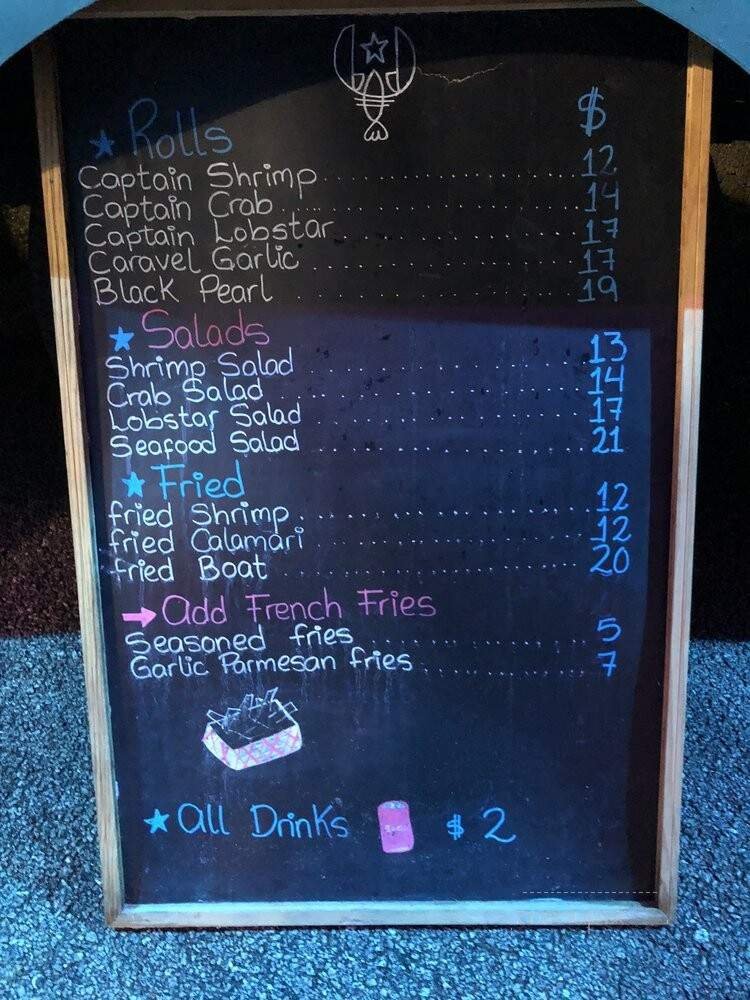 $
★ Rolls
Captain Shrimp.......................12
Captain Crab.......................14
Captain Lobstar.......................17
Caravel Garlic.......................17
Black Pearl.......................19
★ Salads
Shrimp Salad.......................13
Crab Salad.......................14
Lobstar Salad.......................17
Seafood Salad.......................21
★ Fried
fried Shrimp.......................12
fried Calamari.......................12
fried Boat.......................20
→ Add French Fries
Seasoned fries.......................5
Garlic Parmesan fries.......................7
★ All Drinks $ 2